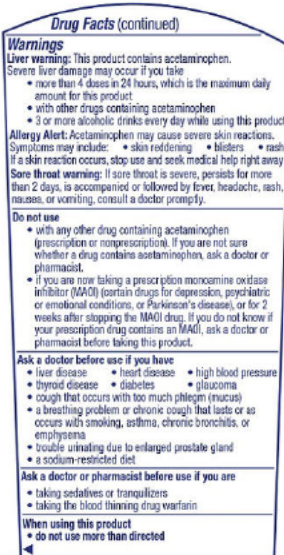 Drug Facts (continued)
Warnings
Liver warning: This product contains acetaminophen.
Severe liver damage may occur if you take
• more than 4 doses in 24 hours, which is the maximum daily
amount for this product
• with other drugs containing acetaminophen
• 3 or more alcoholic drinks every day while using this product
Allergy Alert: Acetaminophen may cause severe skin reactions.
Symptoms may include: • skin reddening • blisters • rash
If a skin reaction occurs, stop use and seek medical help right away
Sore throat warning: If sore throat is severe, persists for more
than 2 days, is accompanied or followed by fever, headache, rash,
nausea, or vomiting, consult a doctor promptly.
Do not use
• with any other drug containing acetaminophen
(prescription or nonprescription). If you are not sure
whether a drug contains acetaminophen, ask a doctor or
pharmacist.
• if you are now taking a prescription monoamine oxidase
inhibitor (MAOI) (certain drugs for depression, psychiatric
or emotional conditions, or Parkinson's disease), or for 2
weeks after stopping the MAOI drug. If you do not know if
your prescription drug contains an MAOI, ask a doctor or
pharmacist before taking this product.
Ask a doctor before use if you have
• liver disease • heart disease • high blood pressure
• thyroid disease • diabetes • glaucoma
• cough that occurs with too much phlegm (mucus)
• a breathing problem or chronic cough that lasts or as
occurs with smoking, asthma, chronic bronchitis, or
emphysema
• trouble urinating due to enlarged prostate gland
• a sodium-restricted diet
Ask a doctor or pharmacist before use if you are
• taking sedatives or tranquilizers
• taking the blood thinning drug warfarin
When using this product
• do not use more than directed